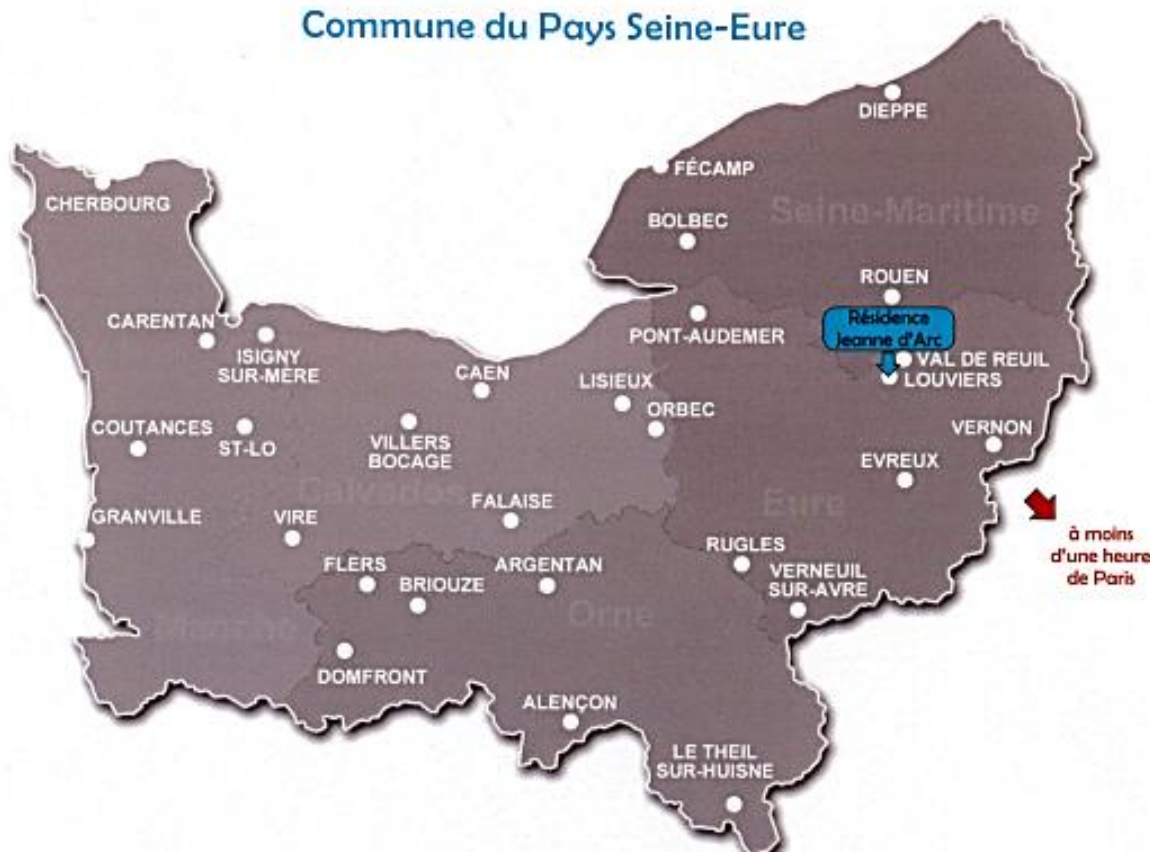 Commune du Pays Seine-Eure
DIEPPE
FÉCAMP
CHERBOURG
Seine-Maritime
BOLBEC
ROUEN
Résidence
Jeanne d'Arc
CARENTAN
PONT-AUDEMER
ISIGNY
SUR-MÈRE
VAL DE REUIL
CAEN
LISIEUX
LOUVIERS
ORBEC
COUTANCES
ST-LO
VILLERS
BOCAGE
VERNON
EVREUX
Calvados
FALAISE
Eure
GRANVILLE
VIRE
à moins
d'une heure
de Paris
FLERS
BRIOUZE
ARGENTAN
RUGLES
VERNEUIL
SUR-AVRE
Manche
Orne
DOMFRONT
ALENÇON
LE THEIL
SUR-HUISNE